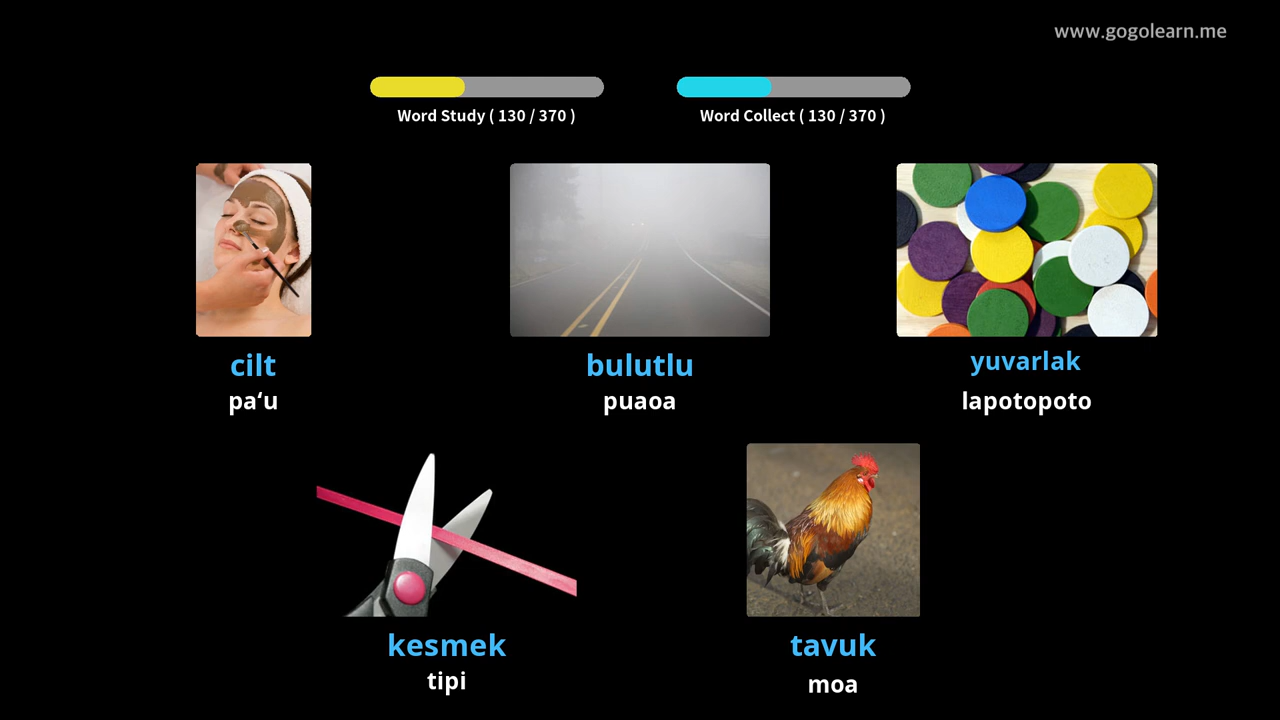 www.gogolearn.me
Word Study ( 130 / 370 )
Word Collect ( 130 / 370 )
cilt
paʻu
bulutlu
puaoa
yuvarlak
lapotopoto
kesmek
tipi
tavuk
moa